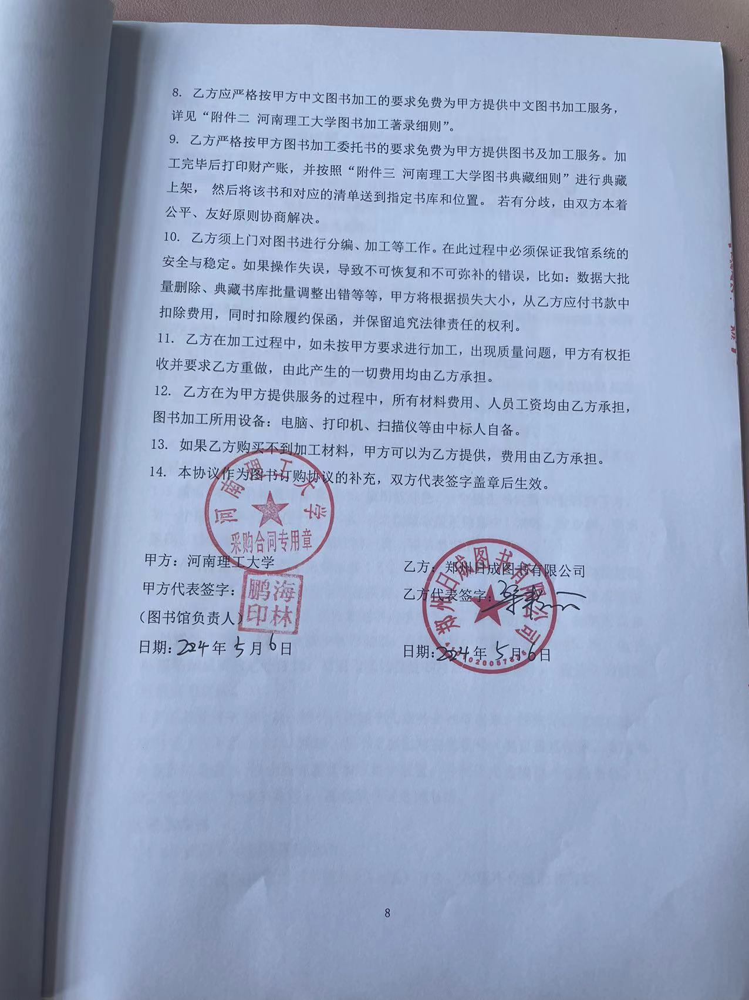 8. 乙方应严格按甲方中文图书加工的要求免费为甲方提供中文图书加工服务，
详见“附件二 河南理工大学图书加工著录细则”。
9. 乙方严格按甲方图书加工委托书的要求免费为甲方提供图书及加工服务。加
工完毕后打印财产账，并按照“附件三 河南理工大学图书典藏细则”进行典藏
上架， 然后将该书和对应的清单送到指定书库和位置。 若有分歧，由双方本着
公平、友好原则协商解决。
10. 乙方须上门对图书进行分编、加工等工作。在此过程中必须保证我馆系统的
安全与稳定。如果操作失误，导致不可恢复和不可弥补的错误，比如：数据大批
量删除、典藏书库批量调整出错等等，甲方将根据损失大小，从乙方应付书款中
扣除费用，同时扣除履约保函，并保留追究法律责任的权利。
11. 乙方在加工过程中，如未按甲方要求进行加工，出现质量问题，甲方有权拒
收并要求乙方重做，由此产生的一切费用均由乙方承担。
12. 乙方在为甲方提供服务的过程中，所有材料费用、人员工资均由乙方承担，
图书加工所用设备：电脑、打印机、扫描仪等由中标人自备。
13. 如果乙方购买不到加工材料，甲方可以为乙方提供，费用由乙方承担。
14. 本协议作为图书订购协议的补充，双方代表签字盖章后生效。
河南理工大学
采购合同专用章
甲方：河南理工大学
甲方代表签字：
海林鹏印
（图书馆负责人）
日期：2024年5月6日
乙方：郑州日成图书有限公司
乙方代表签字：
郑州日成图书有限公司
日期：2024年5月6日
8